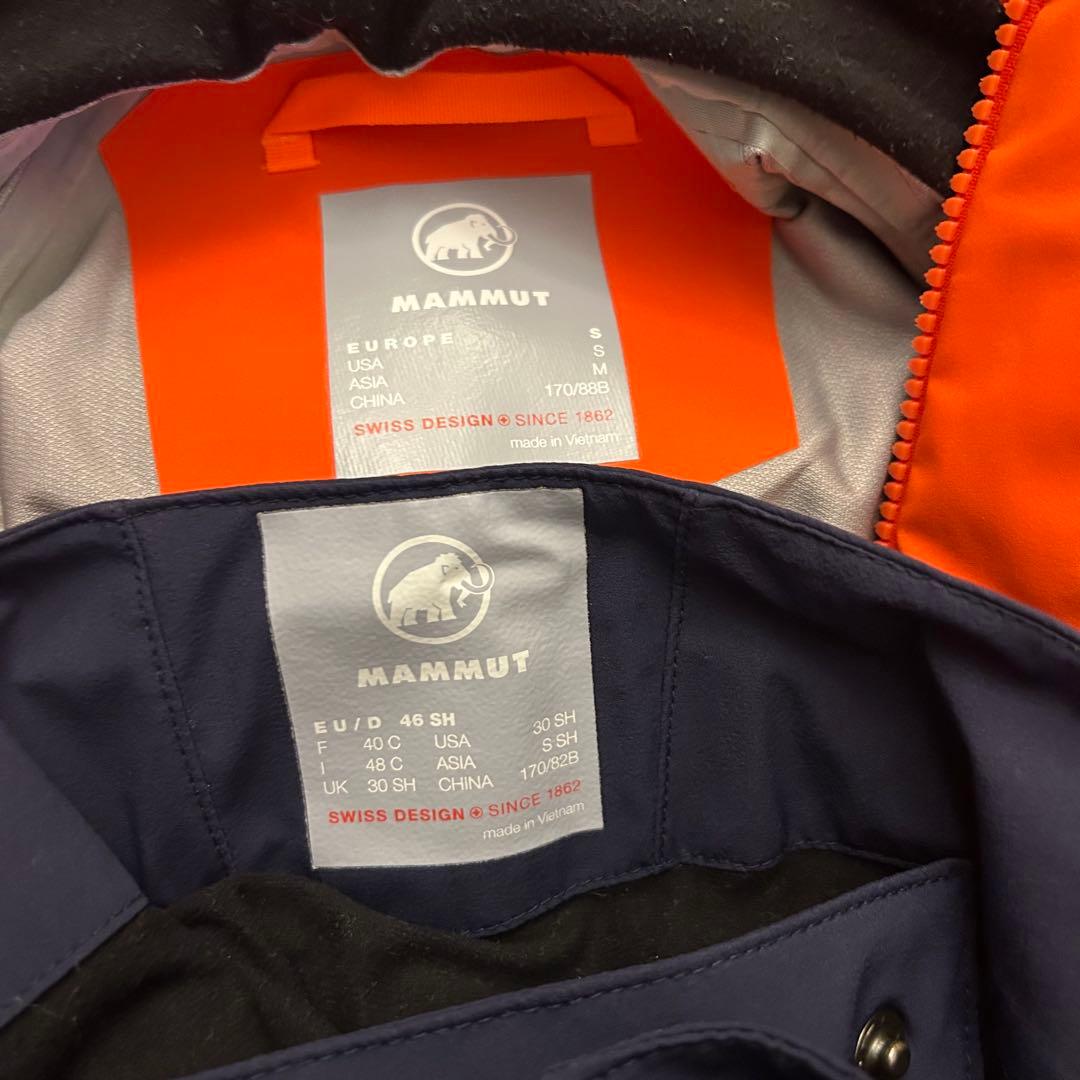 MAMMUT
EUROPE S
USA S
ASIA M
CHINA 170/88B
SWISS DESIGN SINCE 1862
made in Vietnam
MAMMUT
EU/D 46 SH
F 40 C USA 30 SH
I 48 C ASIA S SH
UK 30 SH CHINA 170/82B
SWISS DESIGN SINCE 1862
made in Vietnam